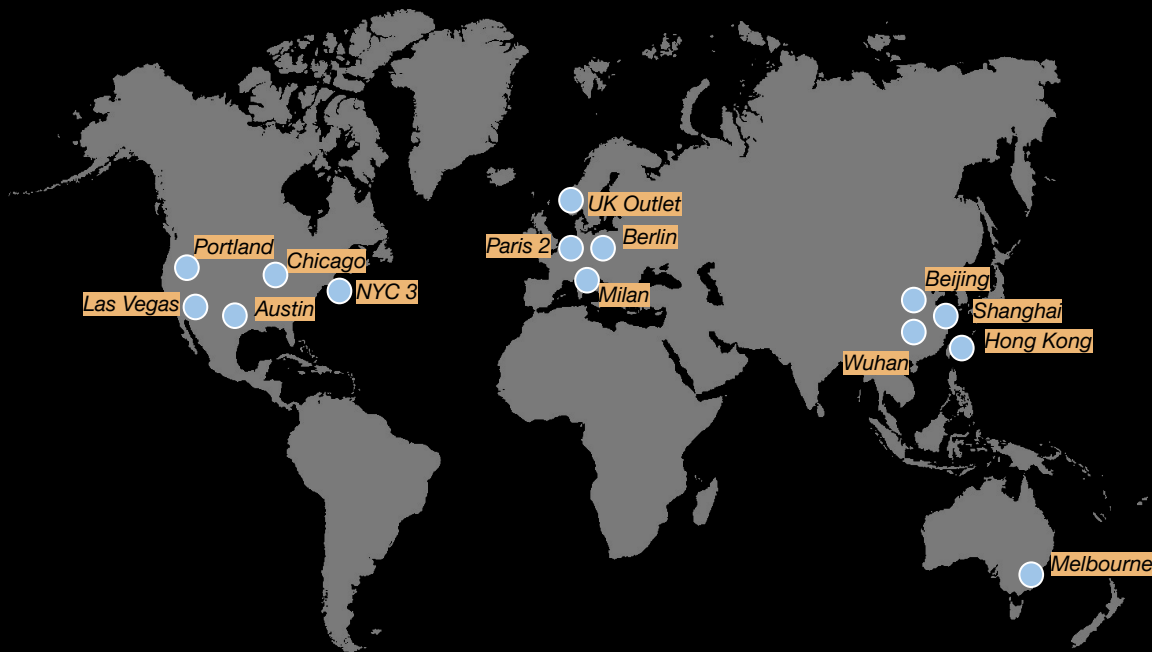 UK Outlet
Paris 2
Berlin
Portland
Chicago
NYC 3
Las Vegas
Austin
Milan
Beijing
Shanghai
Hong Kong
Wuhan
Melbourne